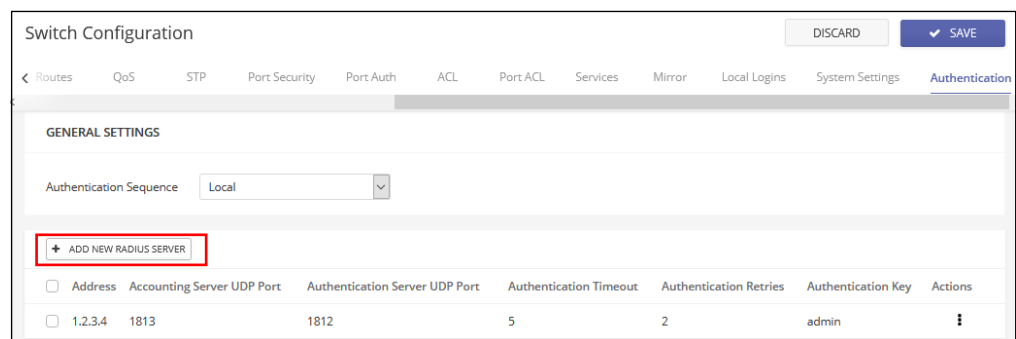 Switch Configuration DISCARD SAVE
Routes QoS STP Port Security Port Auth ACL Port ACL Services Mirror Local Logins System Settings Authentication
GENERAL SETTINGS
Authentication Sequence Local
+ ADD NEW RADIUS SERVER
Address Accounting Server UDP Port Authentication Server UDP Port Authentication Timeout Authentication Retries Authentication Key Actions
1.2.3.4 1813 1812 5 2 admin